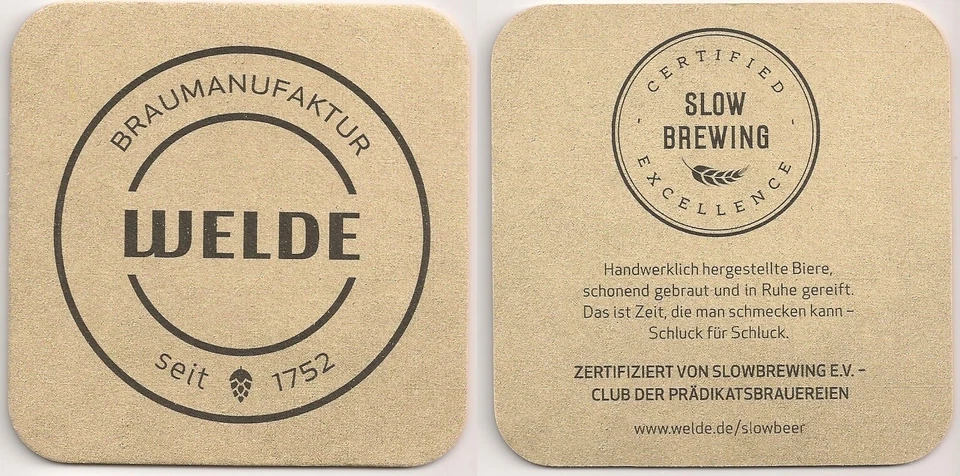 BRAUMANUFAKTUR
WELDE
seit 1752
CERTIFIED
SLOW
BREWING
EXCELLENCE
Handwerklich hergestellte Biere,
schonend gebraut und in Ruhe gereift.
Das ist Zeit, die man schmecken kann –
Schluck für Schluck.
ZERTIFIZIERT VON SLOWBREWING E.V. –
CLUB DER PRÄDIKATSBRAUEREIEN
www.welde.de/slowbeer